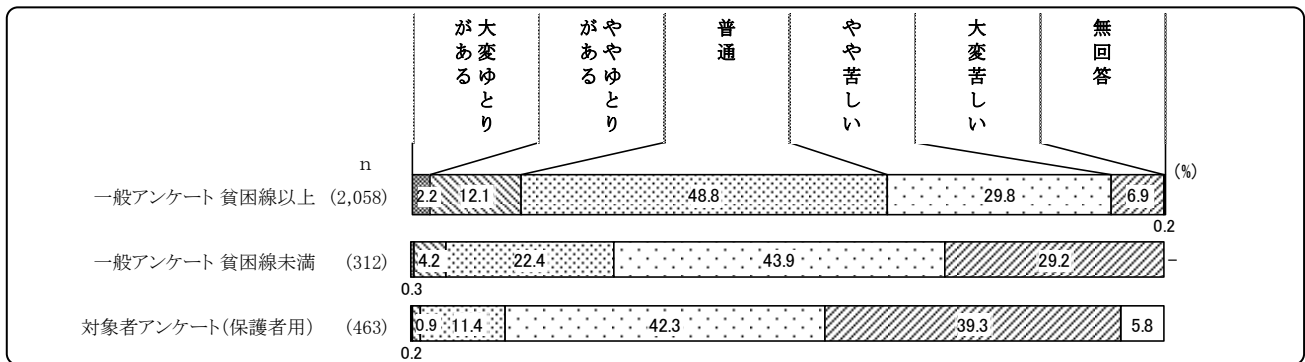 大変ゆとりがある
ややゆとりがある
普通
やや苦しい
大変苦しい
無回答
n
(%)
一般アンケート 貧困線以上 (2,058)
2.2 12.1 48.8 29.8 6.9
0.2
一般アンケート 貧困線未満 (312)
4.2 22.4 43.9 29.2 -
0.3
対象者アンケート(保護者用) (463)
0.9 11.4 42.3 39.3 5.8
0.2